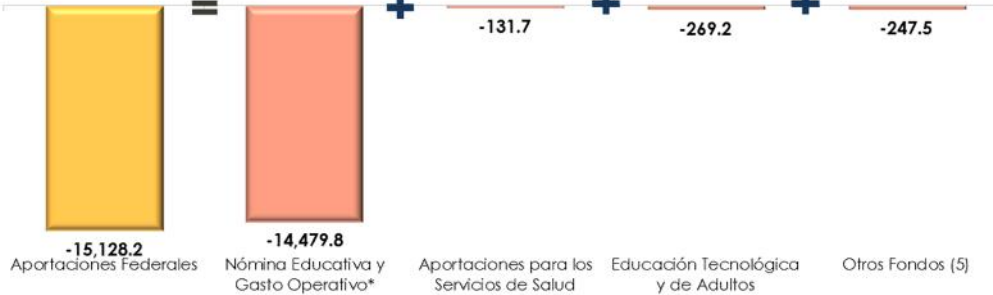 = + + +
-131.7 -269.2 -247.5
-15,128.2 -14,479.8
Aportaciones Federales
Nómina Educativa y
Gasto Operativo*
Aportaciones para los
Servicios de Salud
Educación Tecnológica
y de Adultos
Otros Fondos (5)